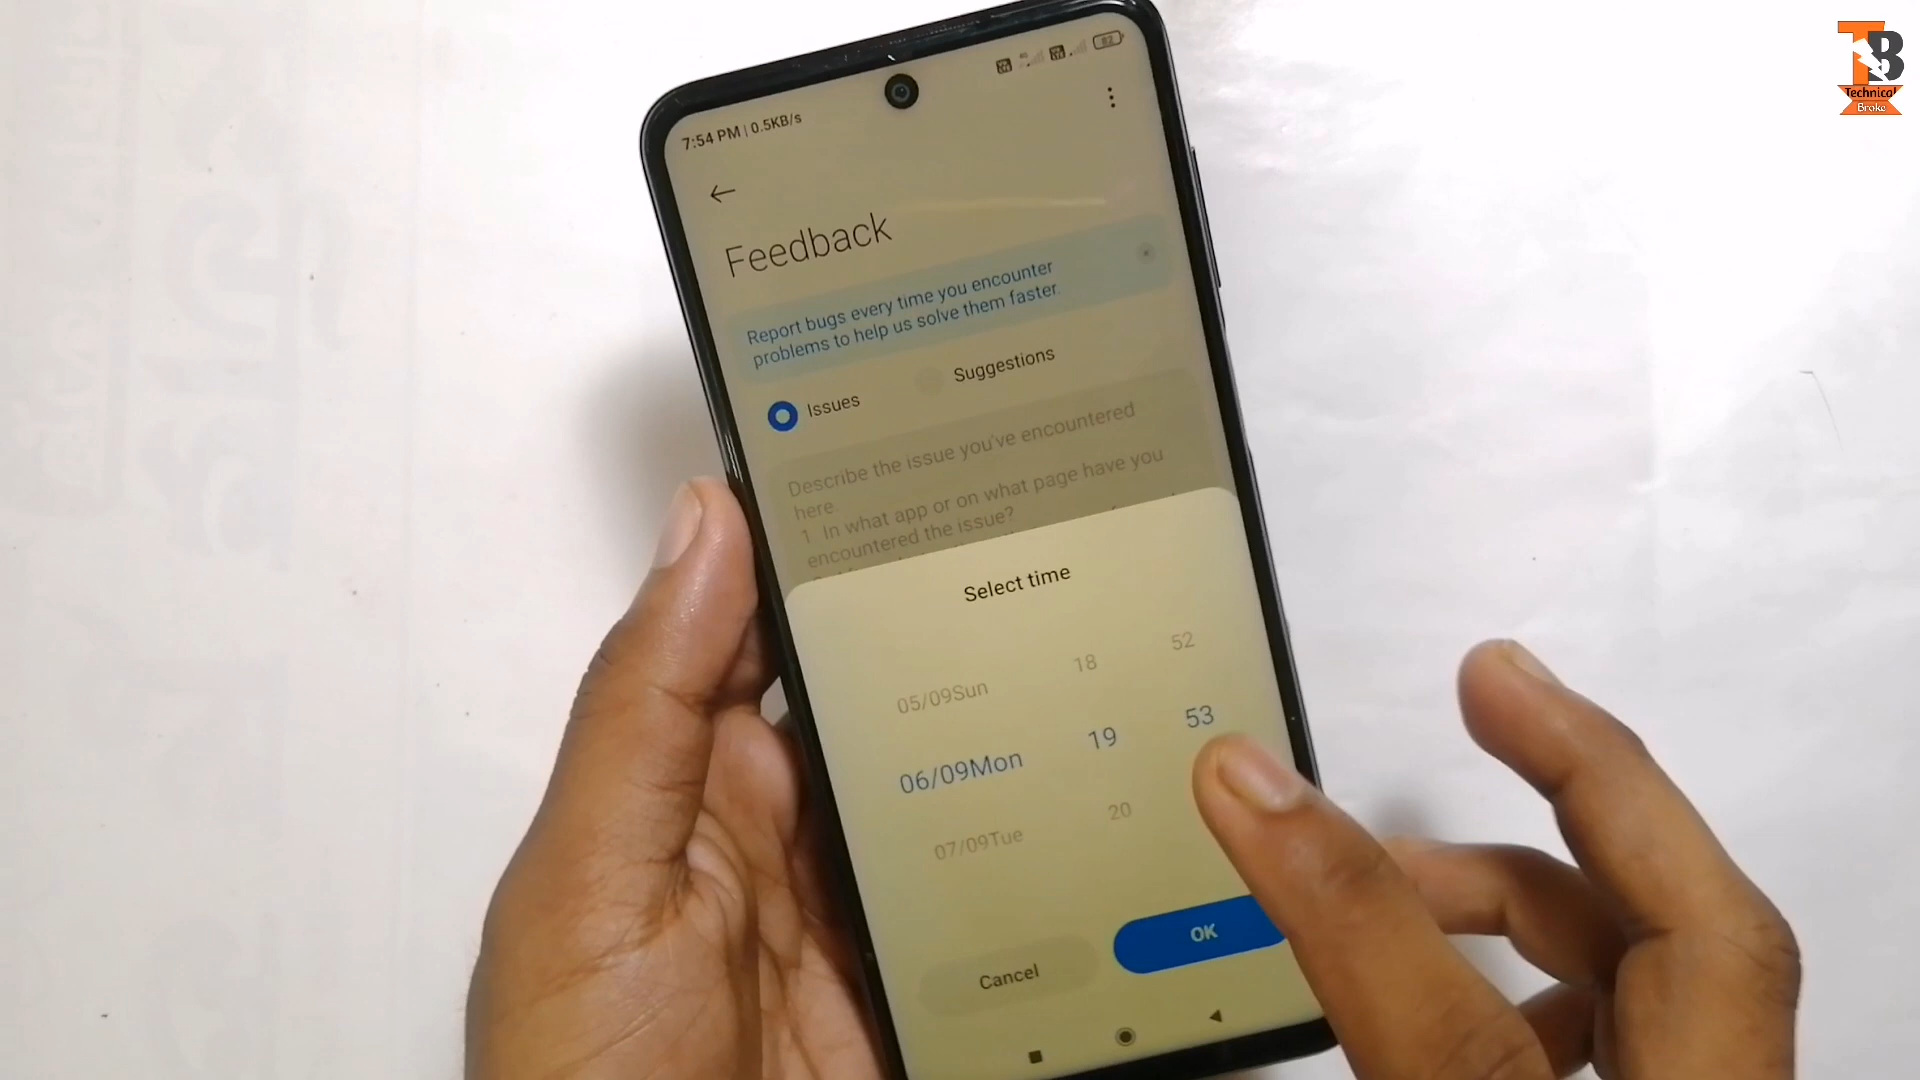 TB
Technical
Broke
82
7:54 PM | 0.5KB/s
Feedback
Report bugs every time you encounter
problems to help us solve them faster.
Issues
Suggestions
Describe the issue you've encountered
here.
1 In what app or on what page have you
encountered the issue?
Select time
05/09Sun 18 52
06/09Mon 19 53
07/09Tue 20
Cancel
OK